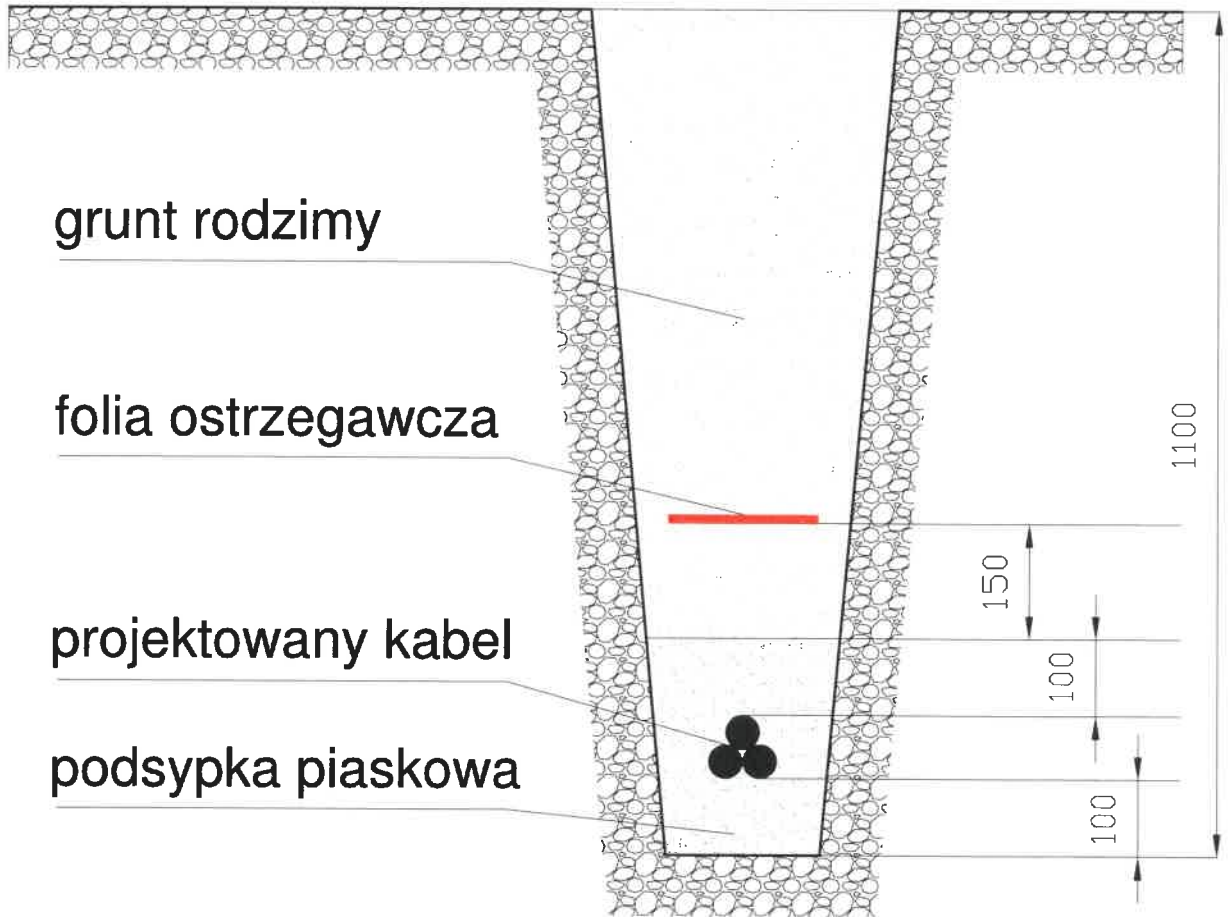 grunt rodzimy
folia ostrzegawcza
projektowany kabel
podsypka piaskowa
1100
150
100
100